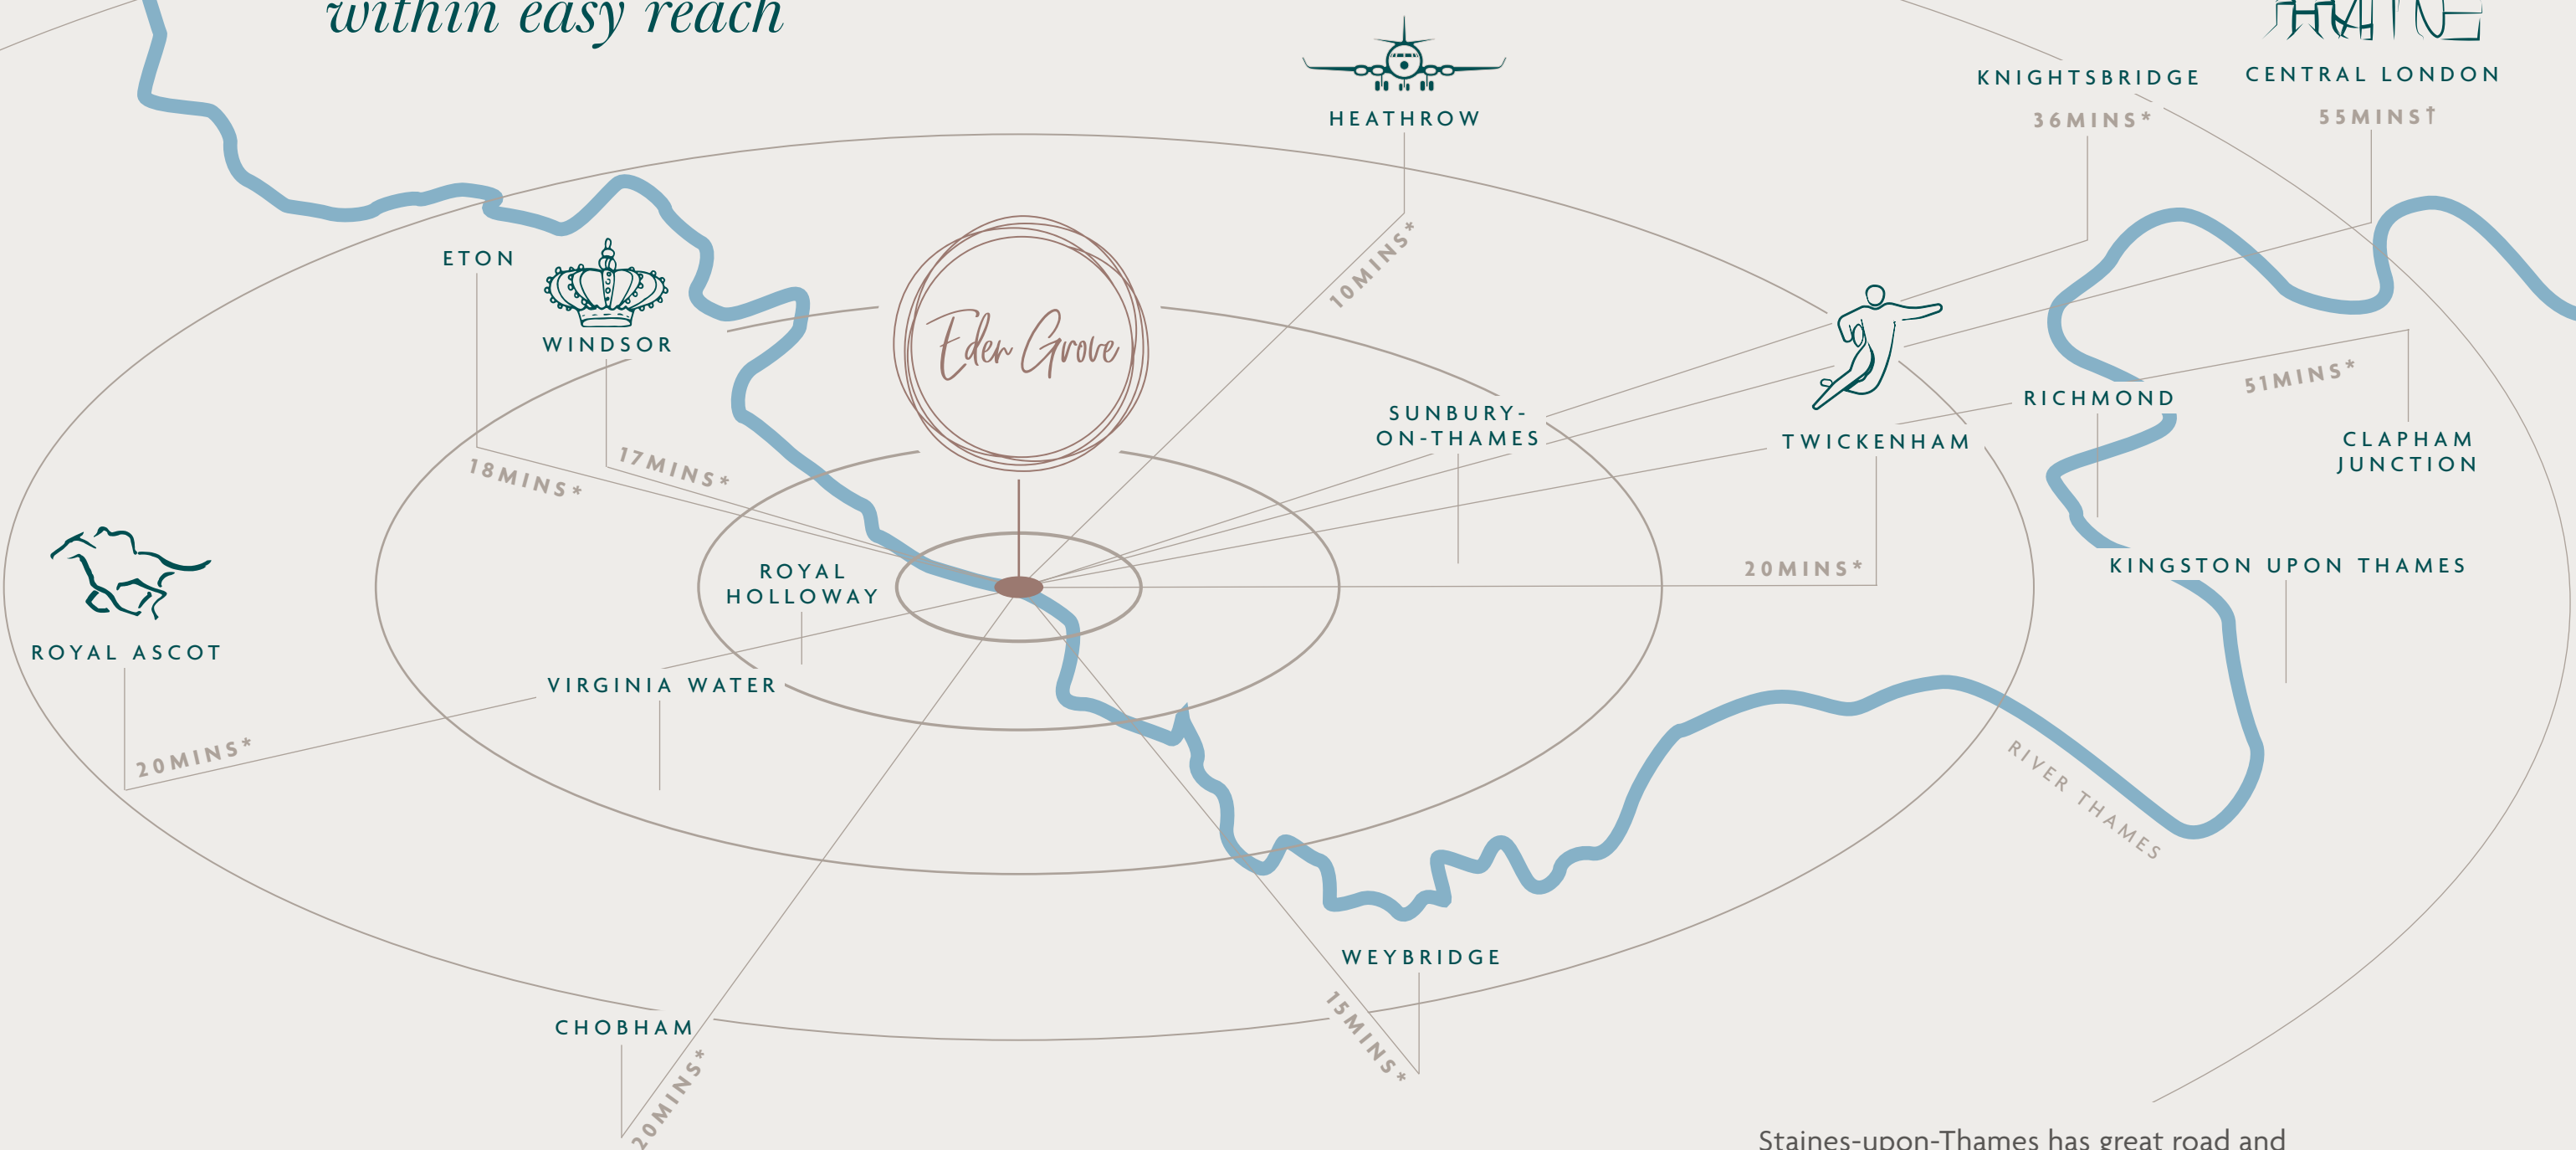 within easy reach
HEATHROW
10MINS*
KNIGHTSBRIDGE
36MINS*
CENTRAL LONDON
55MINS†
ETON
18MINS*
WINDSOR
17MINS*
Eden Grove
SUNBURY-
ON-THAMES
TWICKENHAM
20MINS*
RICHMOND
51MINS*
CLAPHAM
JUNCTION
KINGSTON UPON THAMES
ROYAL
HOLLOWAY
ROYAL ASCOT
20MINS*
VIRGINIA WATER
RIVER THAMES
WEYBRIDGE
15MINS*
CHOBHAM
20MINS*
Staines-upon-Thames has great road and